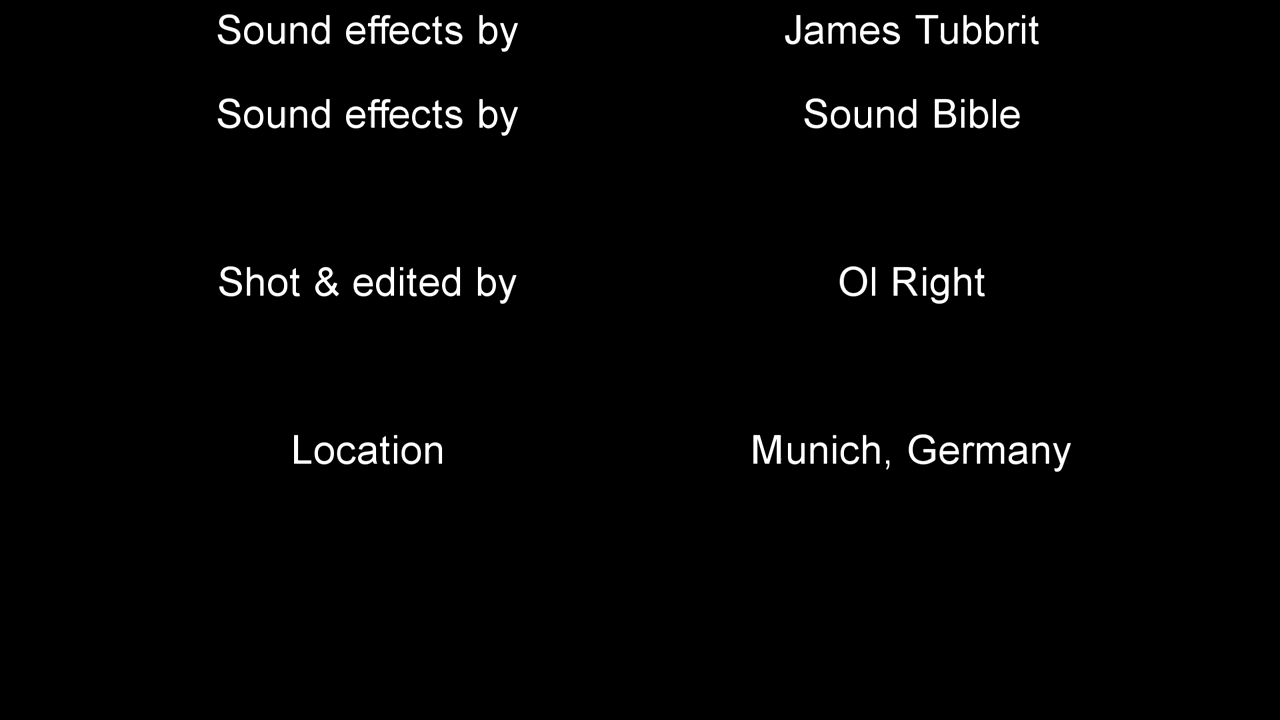 Sound effects by James Tubbrit
Sound effects by Sound Bible
Shot & edited by Ol Right
Location Munich, Germany